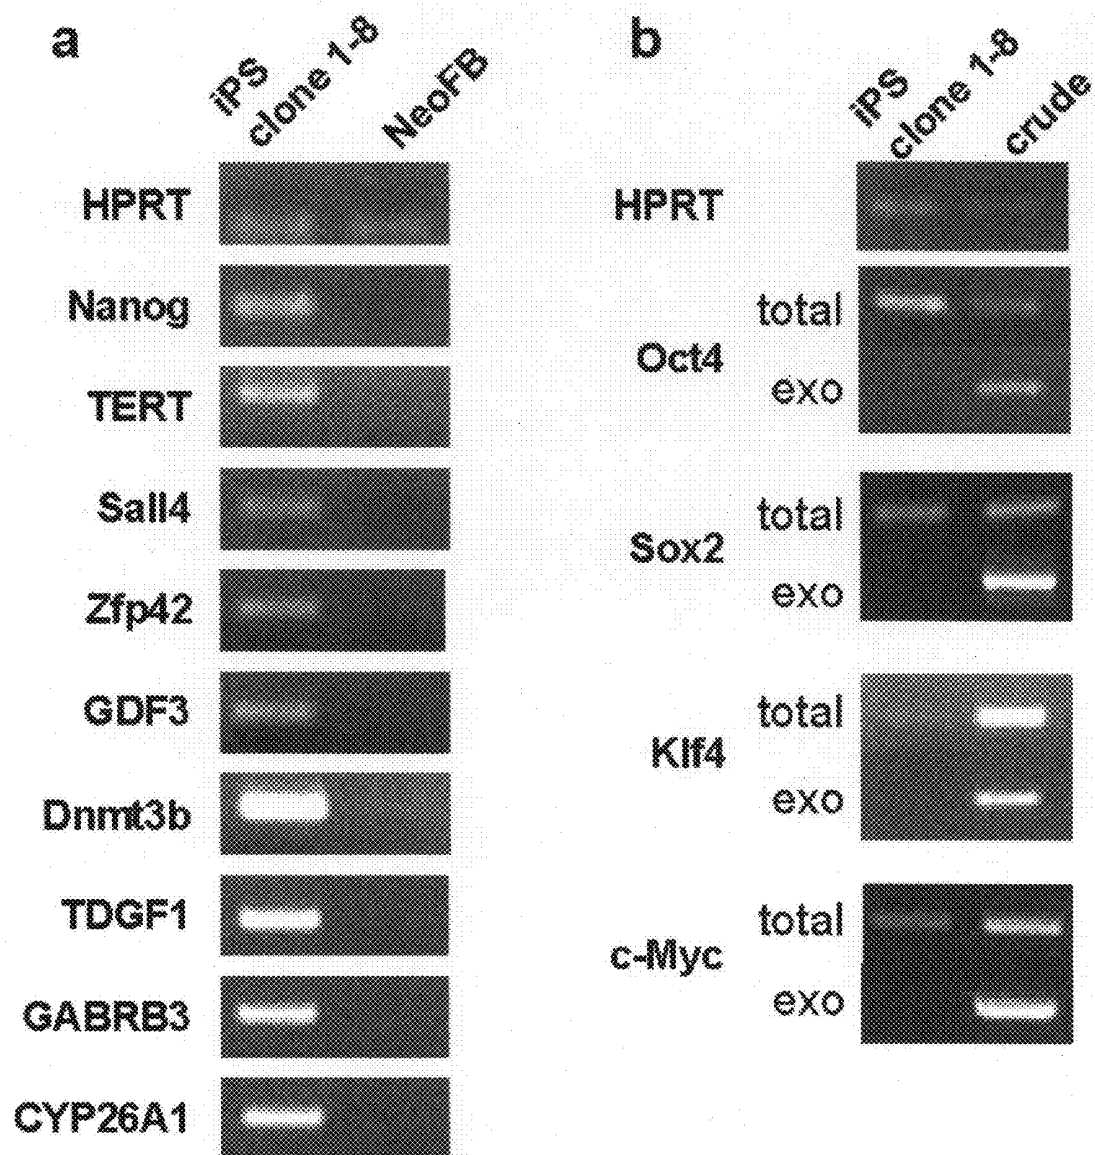 a
iPS
clone 1-8
NeoFB
HPRT
Nanog
TERT
Sall4
Zfp42
GDF3
Dnmt3b
TDGF1
GABRB3
CYP26A1
b
iPS
clone 1-8
crude
HPRT
total
Oct4
exo
total
Sox2
exo
total
Klf4
exo
total
c-Myc
exo